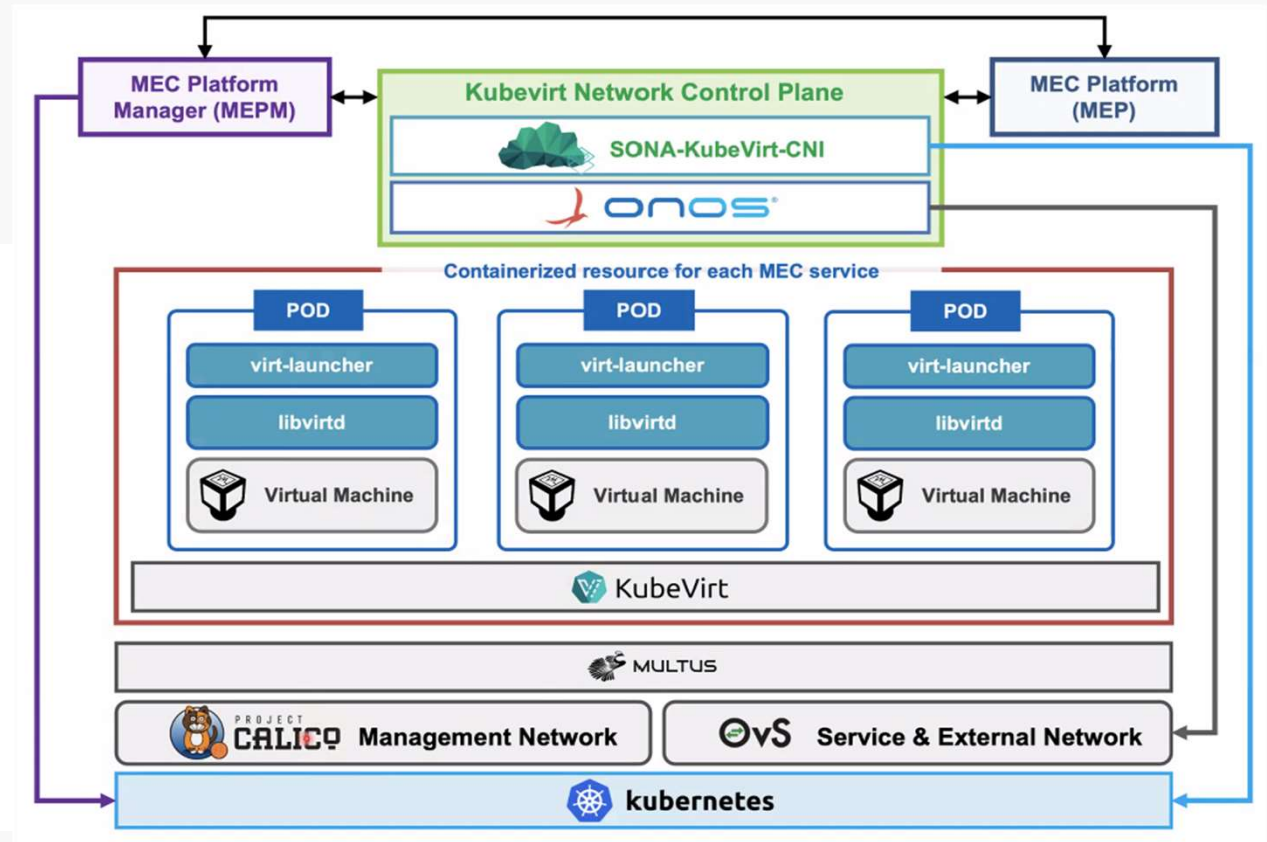 MEC Platform
Manager (MEPM)
Kubevirt Network Control Plane
MEC Platform
(MEP)
SONA-KubeVirt-CNI
onos®
Containerized resource for each MEC service
POD
POD
POD
virt-launcher
virt-launcher
virt-launcher
libvirtd
libvirtd
libvirtd
Virtual Machine
Virtual Machine
Virtual Machine
KubeVirt
MULTUS
PROJECT
CALICO Management Network
OvS Service & External Network
kubernetes